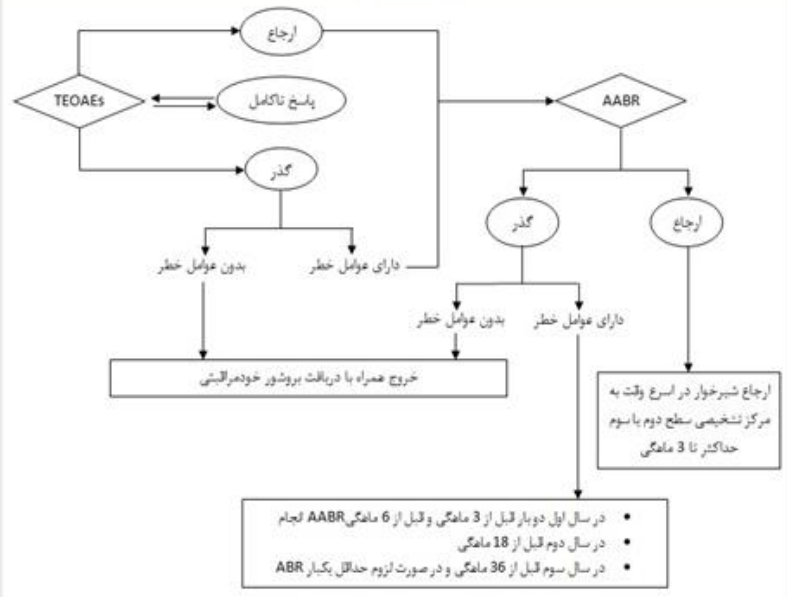 ارجاع
TEOAEs
پاسخ ناکامل
AABR
گذر
گذر
ارجاع
بدون عوامل خطر
دارای عوامل خطر
بدون عوامل خطر
دارای عوامل خطر
خروج همراه با دریافت بروشور خودمراقبتی
ارجاع شیرخوار در اسرع وقت به
مرکز تشخیصی سطح دوم یا سوم
حداکثر تا 3 ماهگی
• در سال اول دوبار قبل از 3 ماهگی و قبل از 6 ماهگی AABR انجام
• در سال دوم قبل از 18 ماهگی
• در سال سوم قبل از 36 ماهگی و در صورت لزوم حداقل یکبار ABR